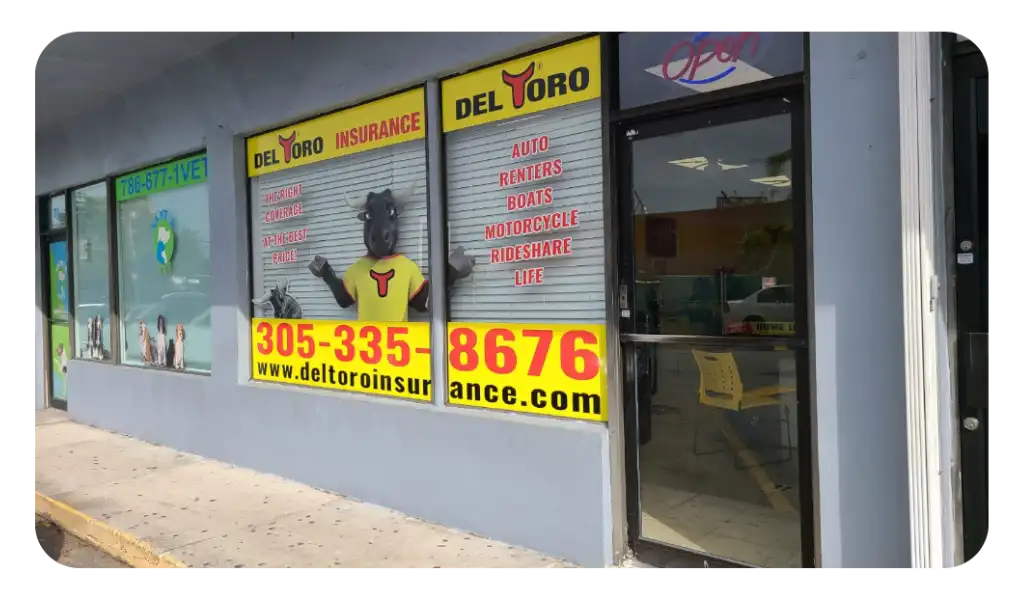 786-677-1VET
DEL TORO INSURANCE
THE RIGHT
COVERAGE
AT THE BEST
PRICE!
DEL TORO
AUTO
RENTERS
BOATS
MOTORCYCLE
RIDESHARE
LIFE
305-335-8676
www.deltoroinsurance.com
Open
HOME